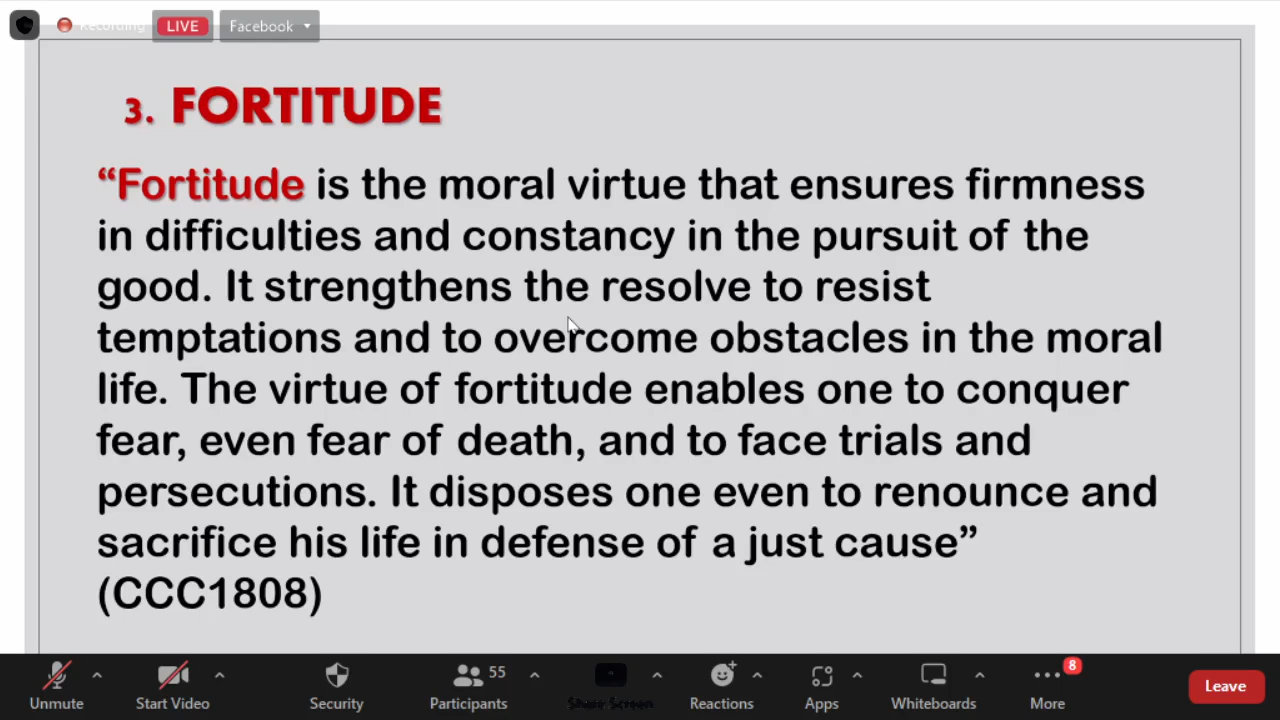 Recording LIVE Facebook
3. FORTITUDE
“Fortitude is the moral virtue that ensures firmness
in difficulties and constancy in the pursuit of the
good. It strengthens the resolve to resist
temptations and to overcome obstacles in the moral
life. The virtue of fortitude enables one to conquer
fear, even fear of death, and to face trials and
persecutions. It disposes one even to renounce and
sacrifice his life in defense of a just cause”
(CCC1808)
55 8
Unmute Start Video Security Participants Share Screen Reactions Apps Whiteboards More Leave